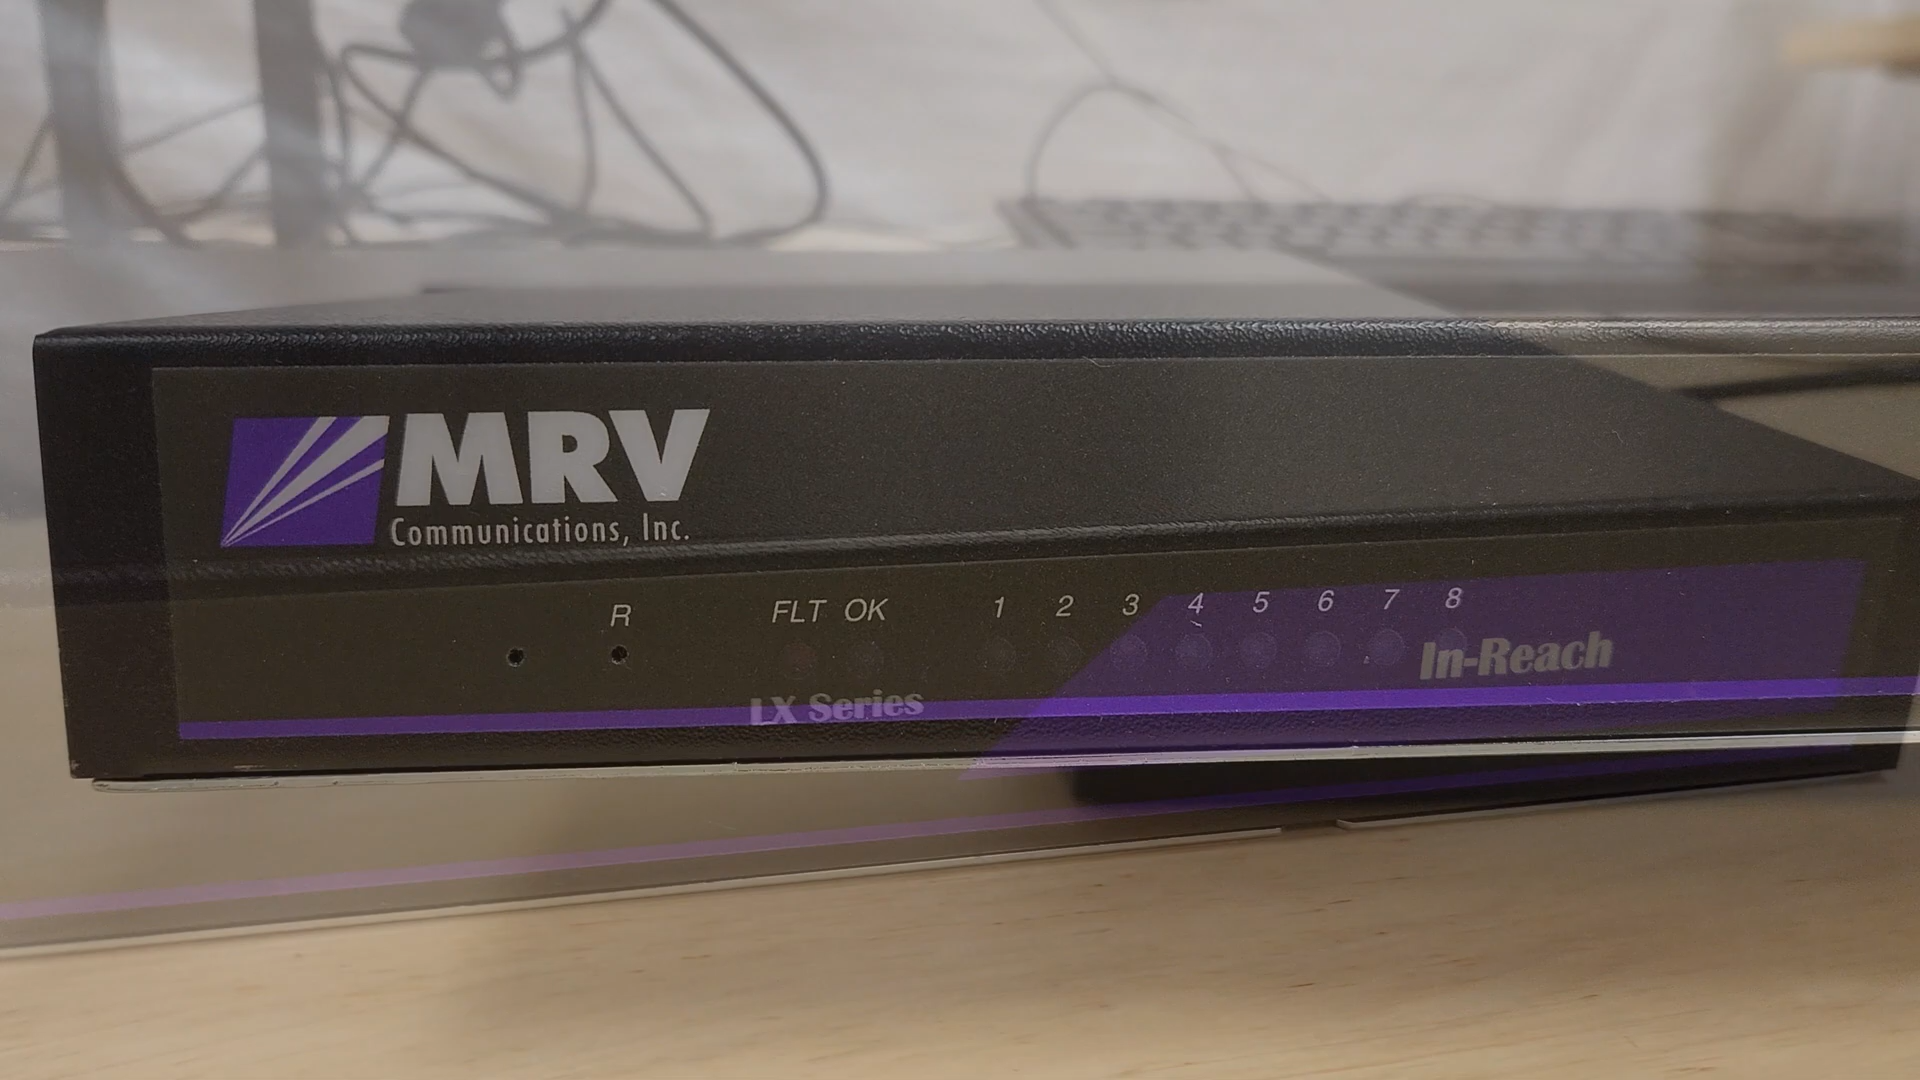 MRV
Communications, Inc.
R FLT OK 1 2 3 4 5 6 7 8
In-Reach
LX Series